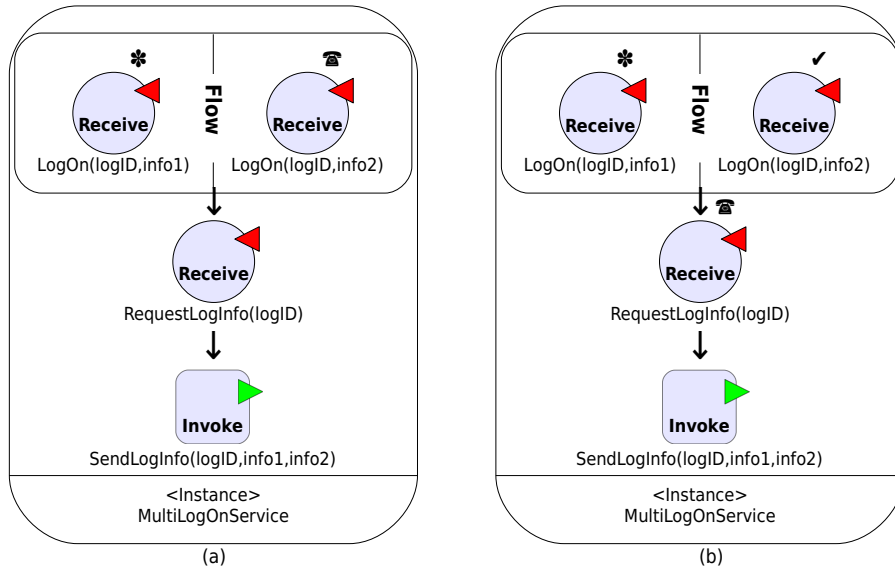 ✽
☎
Receive
Flow
Receive
LogOn(logID,info1)
LogOn(logID,info2)
Receive
RequestLogInfo(logID)
Invoke
SendLogInfo(logID,info1,info2)
<Instance>
MultiLogOnService
(a)
✽
✔
Receive
Flow
Receive
LogOn(logID,info1)
LogOn(logID,info2)
☎
Receive
RequestLogInfo(logID)
Invoke
SendLogInfo(logID,info1,info2)
<Instance>
MultiLogOnService
(b)